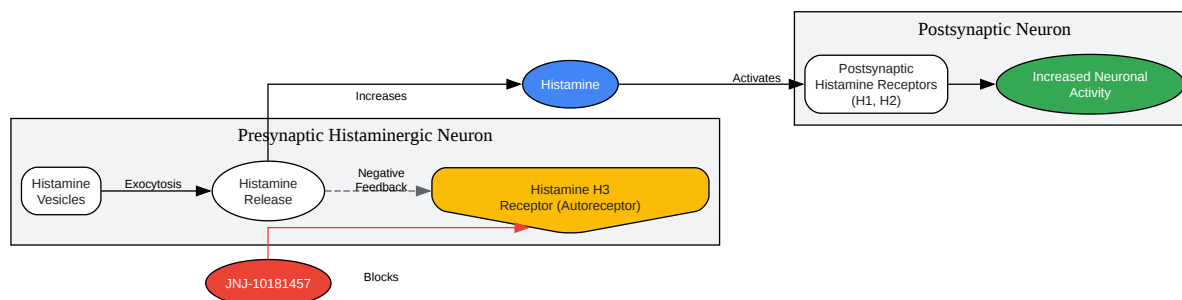 Postsynaptic Neuron
Postsynaptic
Histamine Receptors
(H1, H2)
Increased Neuronal
Activity
Activates
Histamine
Increases
Presynaptic Histaminergic Neuron
Histamine
Vesicles
Exocytosis
Histamine
Release
Negative
Feedback
Histamine H3
Receptor (Autoreceptor)
JNJ-10181457
Blocks